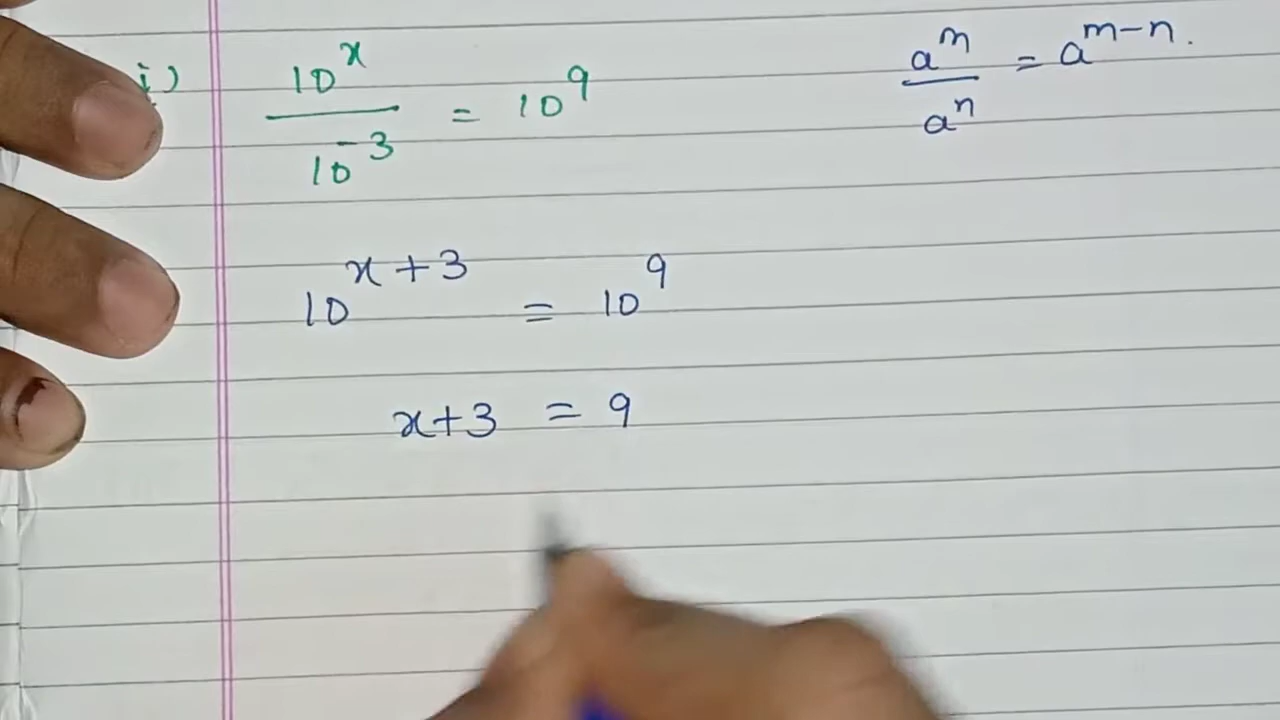 i) 10^x / 10^-3 = 10^9
a^m / a^n = a^m-n.
10^x+3 = 10^9
x+3 = 9